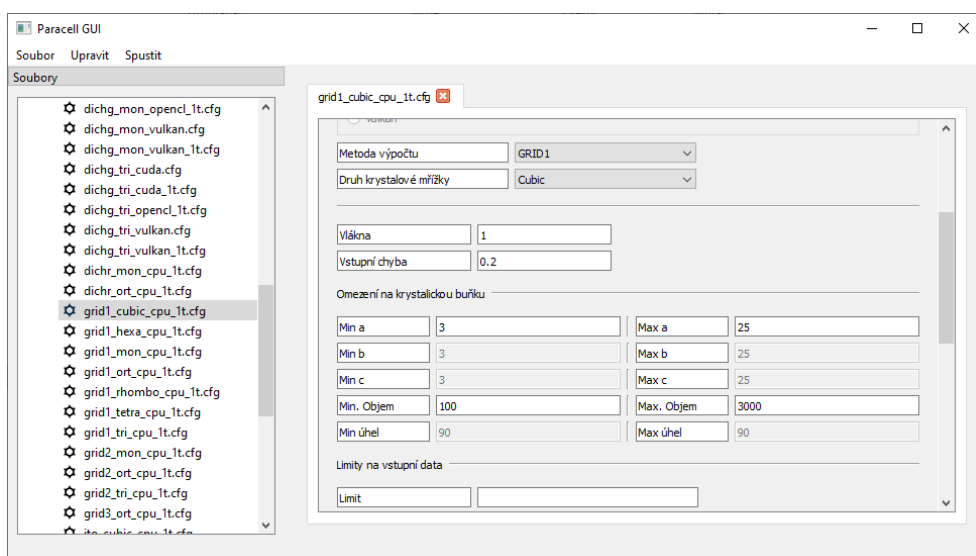 Paracell GUI
Soubor Upravit Spustit
Soubory
dichg_mon_opencl_1t.cfg
dichg_mon_vulkan.cfg
dichg_mon_vulkan_1t.cfg
dichg_tri_cuda.cfg
dichg_tri_cuda_1t.cfg
dichg_tri_opencl_1t.cfg
dichg_tri_vulkan.cfg
dichg_tri_vulkan_1t.cfg
dichr_mon_cpu_1t.cfg
dichr_ort_cpu_1t.cfg
grid1_cubic_cpu_1t.cfg
grid1_hexa_cpu_1t.cfg
grid1_mon_cpu_1t.cfg
grid1_ort_cpu_1t.cfg
grid1_rhombo_cpu_1t.cfg
grid1_tetra_cpu_1t.cfg
grid1_tri_cpu_1t.cfg
grid2_mon_cpu_1t.cfg
grid2_ort_cpu_1t.cfg
grid2_tri_cpu_1t.cfg
grid3_ort_cpu_1t.cfg
ito_cubic_cpu_1t.cfg
grid1_cubic_cpu_1t.cfg
Vulkan
Metoda výpočtu GRID1
Druh krystalové mřížky Cubic
Vlákna 1
Vstupní chyba 0.2
Omezení na krystalickou buňku
Min a 3 Max a 25
Min b 3 Max b 25
Min c 3 Max c 25
Min. Objem 100 Max. Objem 3000
Min úhel 90 Max úhel 90
Limity na vstupní data
Limit